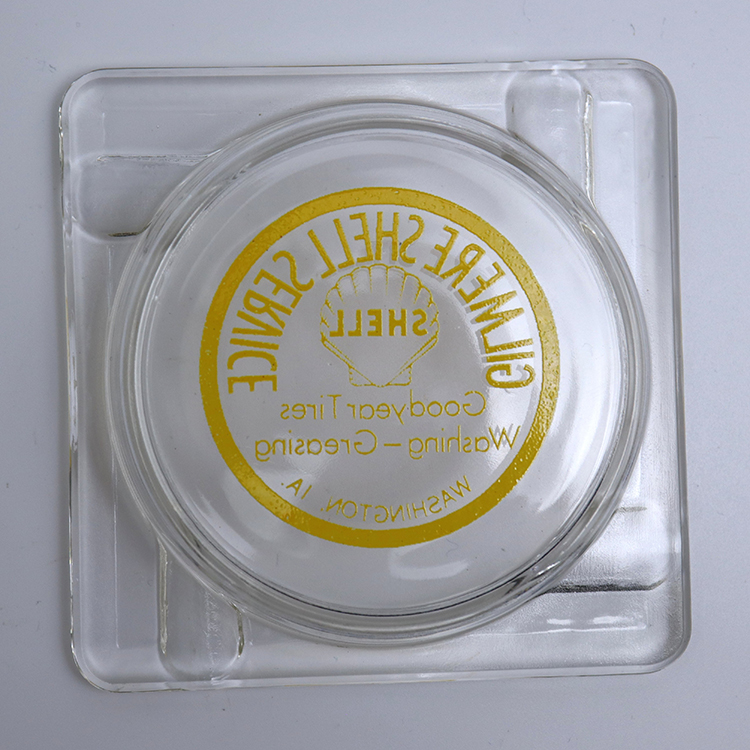 GILMERE SHELL SERVICE
SHELL
Goodyear Tires
Washing – Greasing
WASHINGTON, IA.